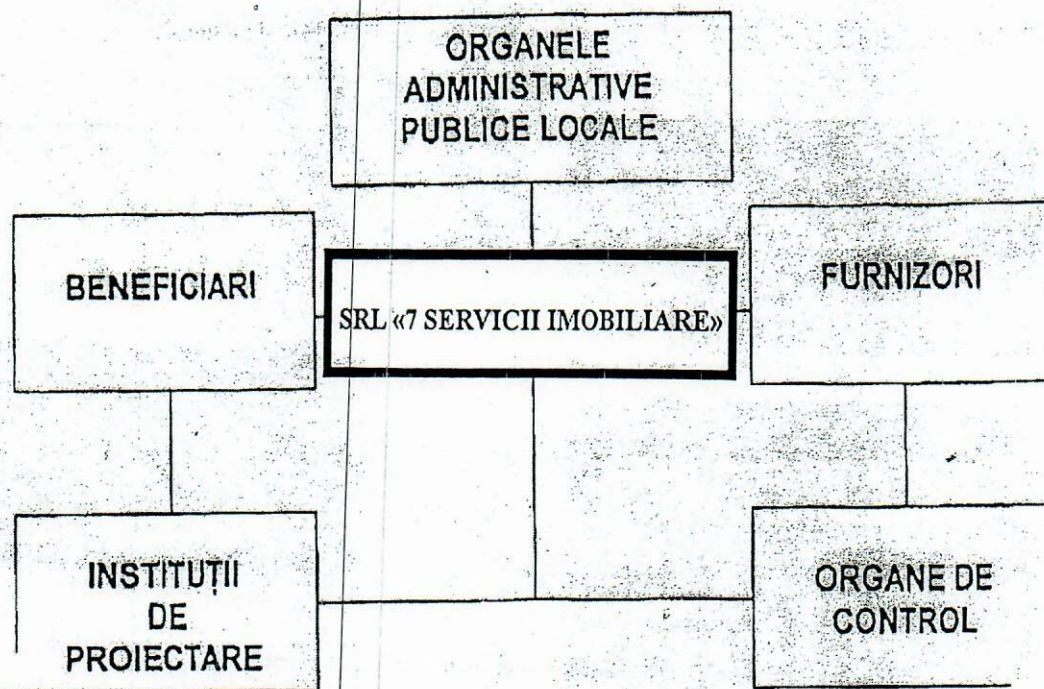 ORGANELE
ADMINISTRATIVE
PUBLICE LOCALE
BENEFICIARI
SRL «7 SERVICII IMOBILIARE»
FURNIZORI
INSTITUȚII
DE
PROIECTARE
ORGANE DE
CONTROL